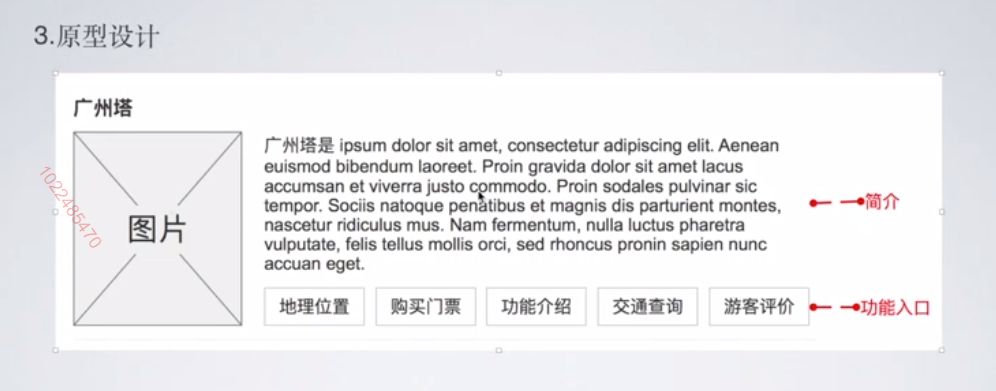 3.原型设计
广州塔
图片
广州塔是 ipsum dolor sit amet, consectetur adipiscing elit. Aenean
euismod bibendum laoreet. Proin gravida dolor sit amet lacus
accumsan et viverra justo commodo. Proin sodales pulvinar sic
tempor. Sociis natoque penatibus et magnis dis parturient montes,
nascetur ridiculus mus. Nam fermentum, nulla luctus pharetra
vulputate, felis tellus mollis orci, sed rhoncus pronin sapien nunc
accuan eget.
简介
地理位置 购买门票 功能介绍 交通查询 游客评价
功能入口
1022485470